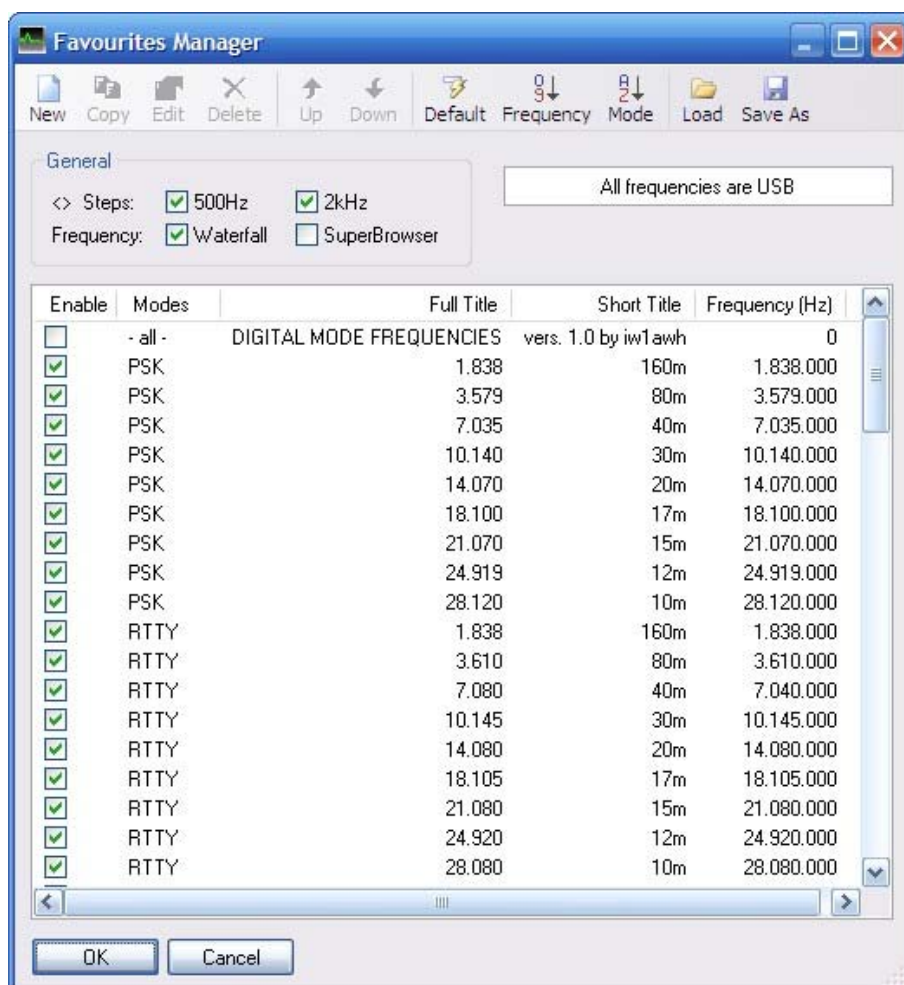 Favourites Manager
New Copy Edit Delete Up Down Default Frequency Mode Load Save As
General
<> Steps: 500Hz 2kHz
Frequency: Waterfall SuperBrowser
All frequencies are USB
Enable Modes Full Title Short Title Frequency (Hz)
- all - DIGITAL MODE FREQUENCIES vers. 1.0 by iw1awh 0
PSK 1.838 160m 1.838.000
PSK 3.579 80m 3.579.000
PSK 7.035 40m 7.035.000
PSK 10.140 30m 10.140.000
PSK 14.070 20m 14.070.000
PSK 18.100 17m 18.100.000
PSK 21.070 15m 21.070.000
PSK 24.919 12m 24.919.000
PSK 28.120 10m 28.120.000
RTTY 1.838 160m 1.838.000
RTTY 3.610 80m 3.610.000
RTTY 7.080 40m 7.040.000
RTTY 10.145 30m 10.145.000
RTTY 14.080 20m 14.080.000
RTTY 18.105 17m 18.105.000
RTTY 21.080 15m 21.080.000
RTTY 24.920 12m 24.920.000
RTTY 28.080 10m 28.080.000
OK Cancel